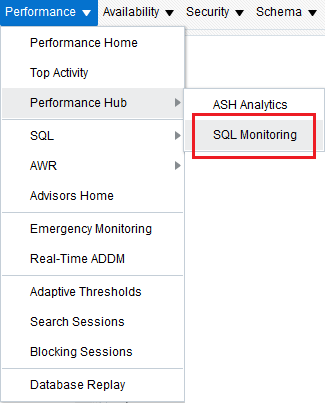 Performance Availability Security Schema
Performance Home
Top Activity
Performance Hub
ASH Analytics
SQL Monitoring
SQL
AWR
Advisors Home
Emergency Monitoring
Real-Time ADDM
Adaptive Thresholds
Search Sessions
Blocking Sessions
Database Replay